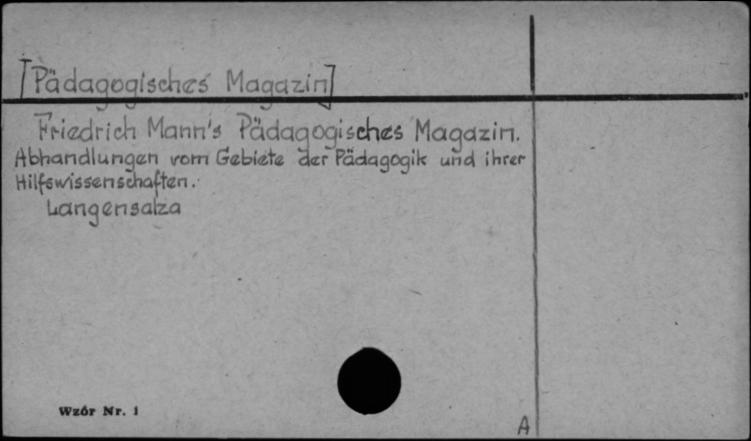 [Pädagogisches Magazin]
Friedrich Mann's Pädagogisches Magazin.
Abhandlungen vom Gebiete der Pädagogik und ihrer
Hilfswissenschaften.
Langensalza
Wzór Nr. 1
A